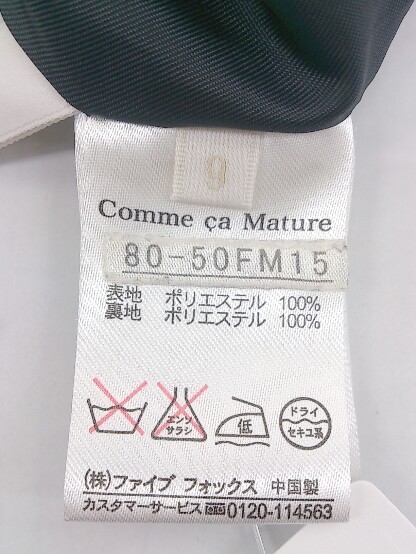 9
Comme ça Mature
80-50FM15
表地 ポリエステル 100%
裏地 ポリエステル 100%
エンソ
サラシ
低
ドライ
セキユ系
(株)ファイブ フォックス 中国製
カスタマーサービス 0120-114563